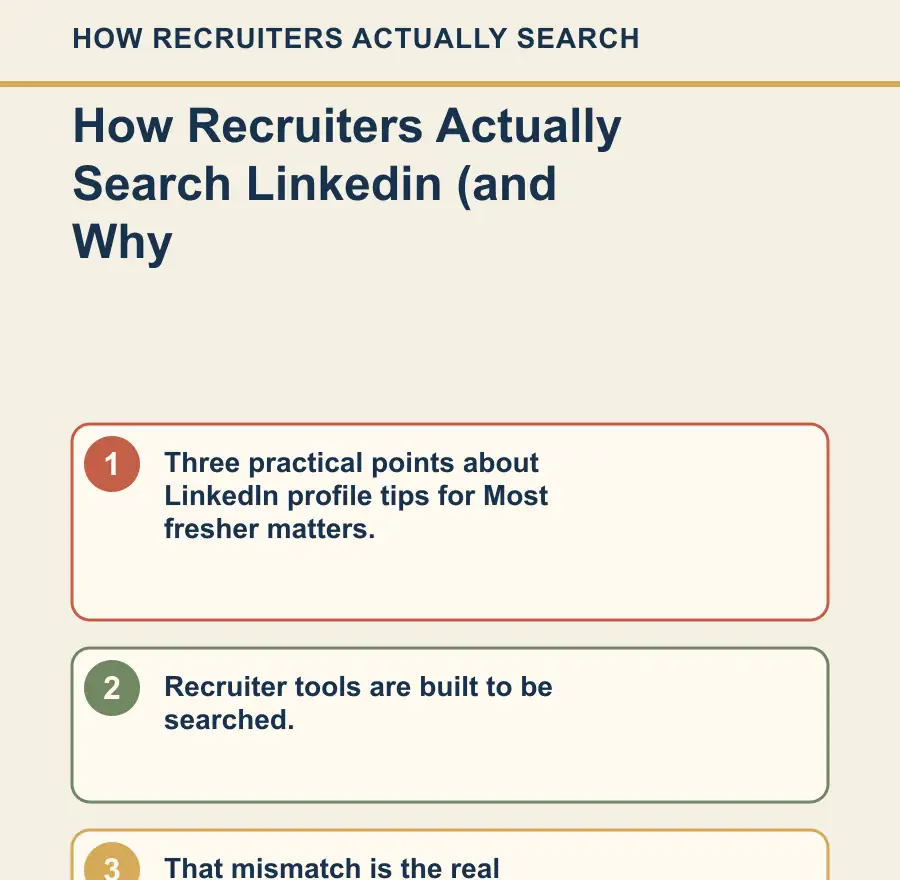 HOW RECRUITERS ACTUALLY SEARCH
How Recruiters Actually
Search Linkedin (and
Why
1
Three practical points about
LinkedIn profile tips for Most
fresher matters.
2
Recruiter tools are built to be
searched.
3
That mismatch is the real